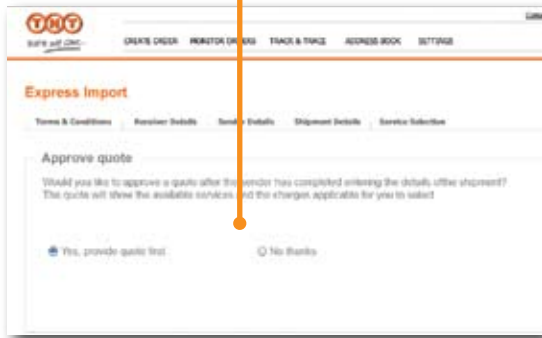 TNT
sure we can
CREATE ORDER MONITOR ORDERS TRACK & TRACE ADDRESS BOOK SETTINGS
Express Import
Terms & Conditions Receiver Details Sender Details Shipment Details Service Selection
Approve quote
Would you like to approve a quote after the sender has completed entering the details of the shipment?
This quote will show the available services and the charges applicable for you to select
Yes, provide quote first
No thanks